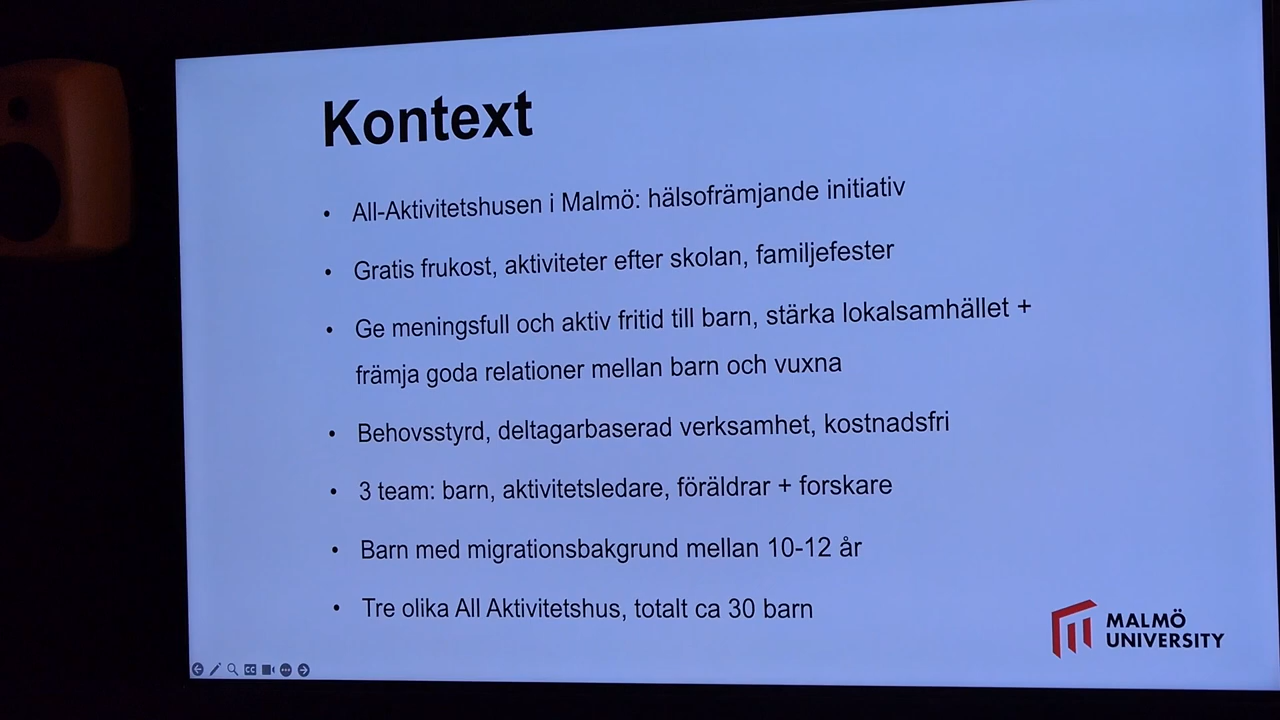 Kontext
• All-Aktivitetshusen i Malmö: hälsofrämjande initiativ
• Gratis frukost, aktiviteter efter skolan, familjefester
• Ge meningsfull och aktiv fritid till barn, stärka lokalsamhället +
främja goda relationer mellan barn och vuxna
• Behovsstyrd, deltagarbaserad verksamhet, kostnadsfri
• 3 team: barn, aktivitetsledare, föräldrar + forskare
• Barn med migrationsbakgrund mellan 10-12 år
• Tre olika All Aktivitetshus, totalt ca 30 barn
MALMÖ
UNIVERSITY